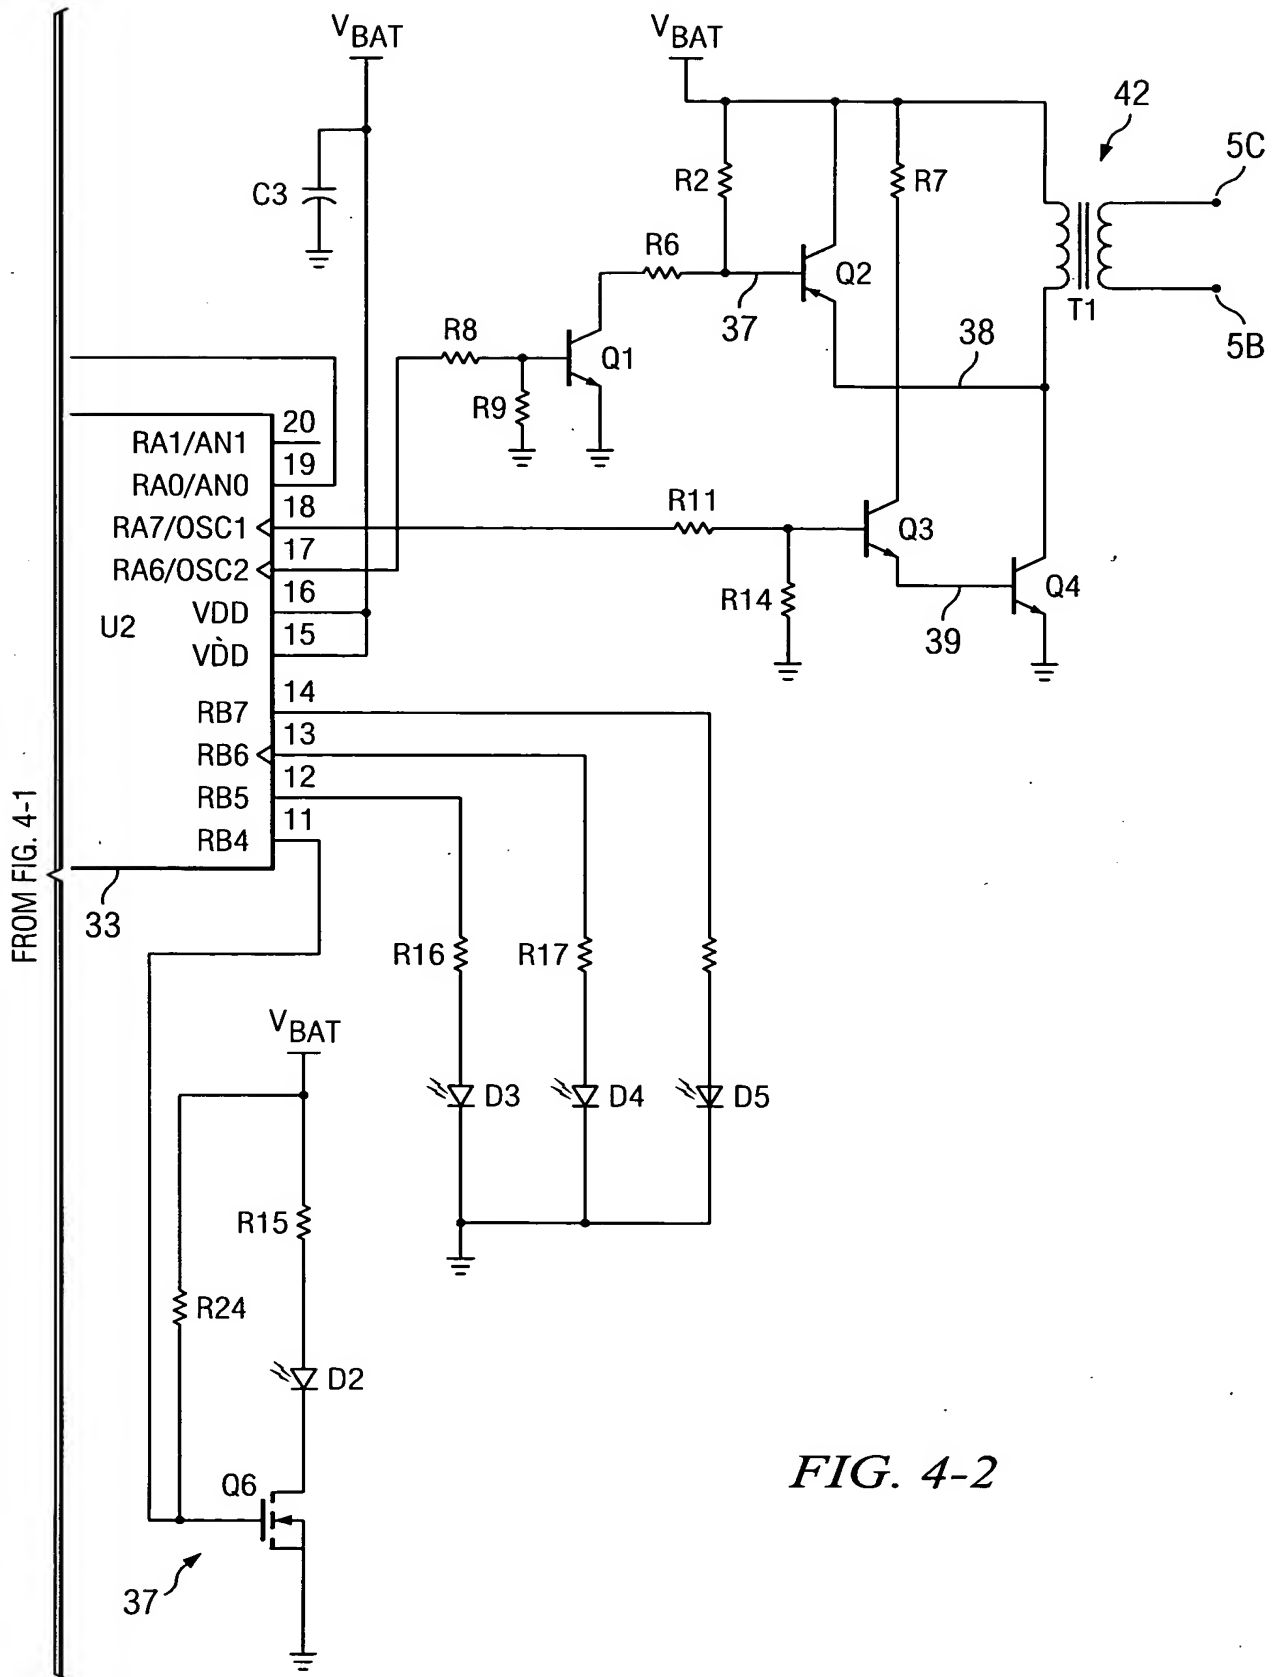 V BAT
V BAT
42
5C
C3
R2
R7
R6
Q2
37
T1
5B
R8
Q1
38
R9
20
RA1/AN1
19
RA0/AN0
18
RA7/OSC1
R11
Q3
17
RA6/OSC2
16
VDD
R14
Q4
U2
15
VDD
39
14
RB7
13
RB6
12
RB5
11
RB4
FROM FIG. 4-1
33
R16
R17
V BAT
D3
D4
D5
R15
R24
D2
Q6
FIG. 4-2
37